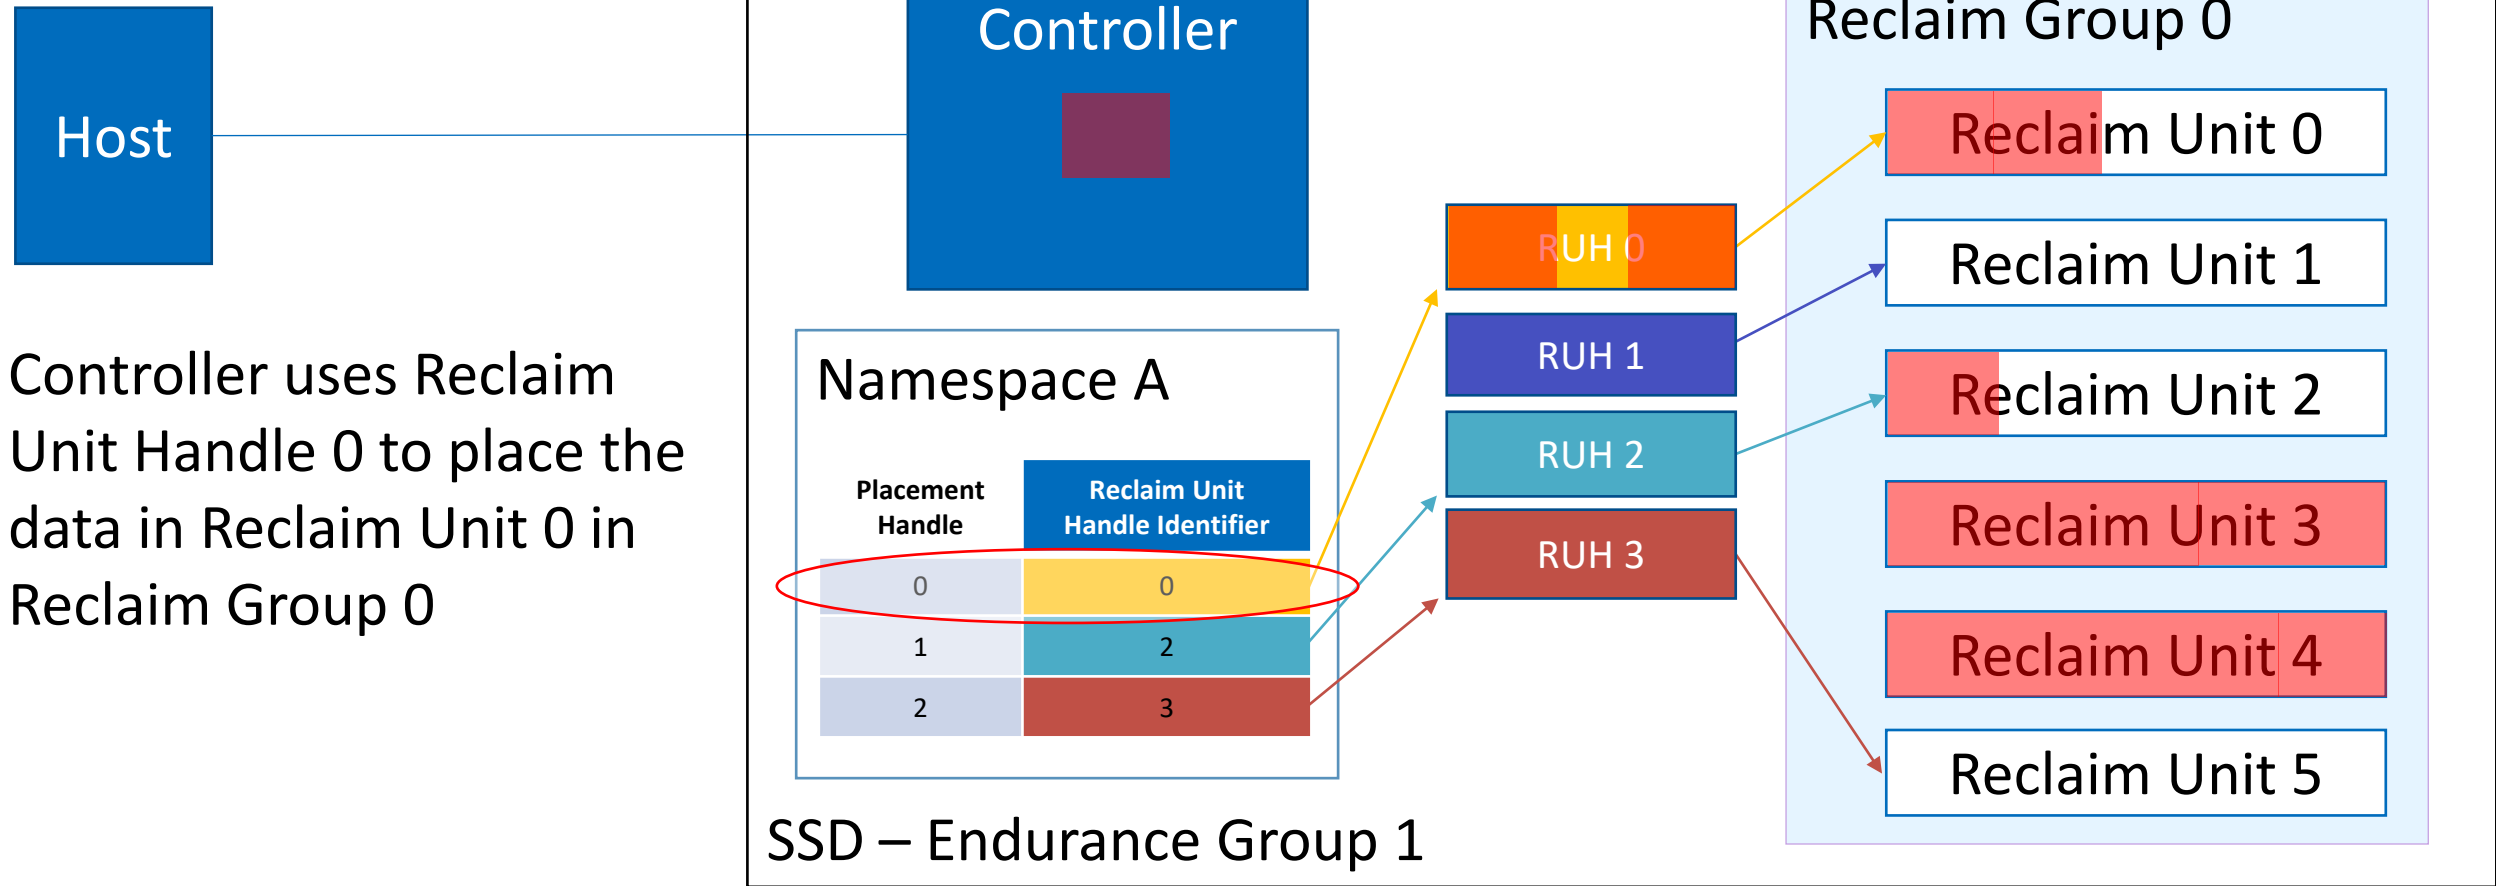 Host
Controller
Reclaim Group 0
Reclaim Unit 0
Reclaim Unit 1
Reclaim Unit 2
Reclaim Unit 3
Reclaim Unit 4
Reclaim Unit 5
RUH 0
RUH 1
RUH 2
RUH 3
Controller uses Reclaim
Unit Handle 0 to place the
data in Reclaim Unit 0 in
Reclaim Group 0
Namespace A
Placement
Handle
Reclaim Unit
Handle Identifier
0 0
1 2
2 3
SSD – Endurance Group 1